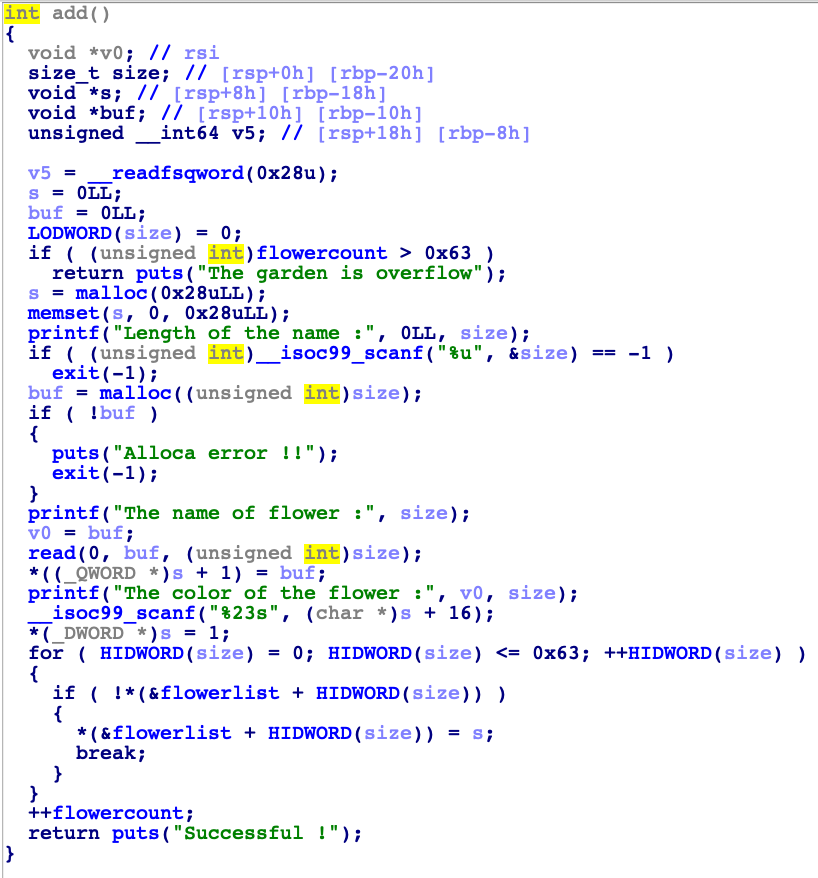 int add()
{
  void *v0; // rsi
  size_t size; // [rsp+0h] [rbp-20h]
  void *s; // [rsp+8h] [rbp-18h]
  void *buf; // [rsp+10h] [rbp-10h]
  unsigned __int64 v5; // [rsp+18h] [rbp-8h]

  v5 = __readfsqword(0x28u);
  s = 0LL;
  buf = 0LL;
  LODWORD(size) = 0;
  if ( (unsigned int)flowercount > 0x63 )
    return puts("The garden is overflow");
  s = malloc(0x28uLL);
  memset(s, 0, 0x28uLL);
  printf("Length of the name :", 0LL, size);
  if ( (unsigned int)__isoc99_scanf("%u", &size) == -1 )
    exit(-1);
  buf = malloc((unsigned int)size);
  if ( !buf )
  {
    puts("Alloca error !!");
    exit(-1);
  }
  printf("The name of flower :", size);
  v0 = buf;
  read(0, buf, (unsigned int)size);
  *((_QWORD *)s + 1) = buf;
  printf("The color of the flower :", v0, size);
  __isoc99_scanf("%23s", (char *)s + 16);
  *(_DWORD *)s = 1;
  for ( HIDWORD(size) = 0; HIDWORD(size) <= 0x63; ++HIDWORD(size) )
  {
    if ( !*(&flowerlist + HIDWORD(size)) )
    {
      *(&flowerlist + HIDWORD(size)) = s;
      break;
    }
  }
  ++flowercount;
  return puts("Successful !");
}